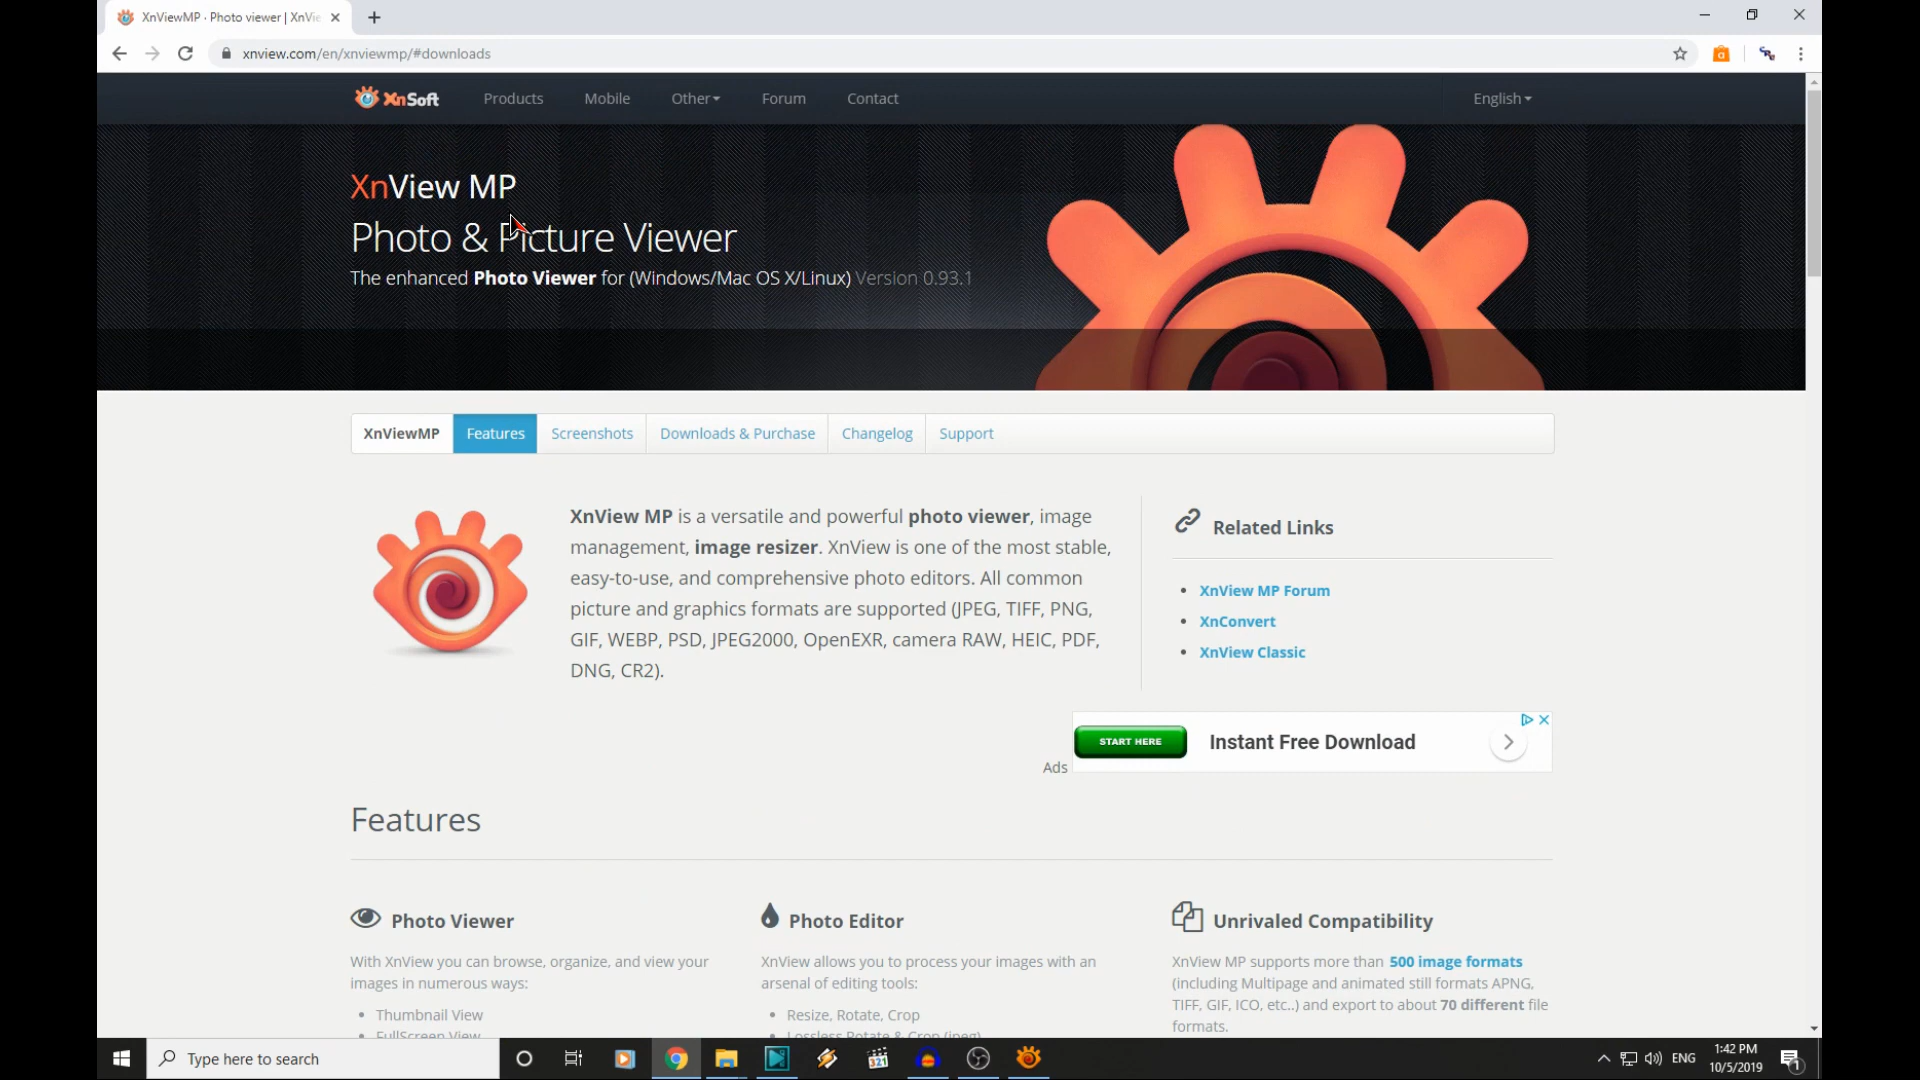 XnViewMP · Photo viewer | XnVie
xnview.com/en/xnviewmp/#downloads
XnSoft
Products
Mobile
Other
Forum
Contact
English
XnView MP
Photo & Picture Viewer
The enhanced Photo Viewer for (Windows/Mac OS X/Linux) Version 0.93.1
XnViewMP
Features
Screenshots
Downloads & Purchase
Changelog
Support
XnView MP is a versatile and powerful photo viewer, image
management, image resizer. XnView is one of the most stable,
easy-to-use, and comprehensive photo editors. All common
picture and graphics formats are supported (JPEG, TIFF, PNG,
GIF, WEBP, PSD, JPEG2000, OpenEXR, camera RAW, HEIC, PDF,
DNG, CR2).
Related Links
XnView MP Forum
XnConvert
XnView Classic
START HERE
Instant Free Download
Ads
Features
Photo Viewer
With XnView you can browse, organize, and view your
images in numerous ways:
Thumbnail View
FullScreen View
Photo Editor
XnView allows you to process your images with an
arsenal of editing tools:
Resize, Rotate, Crop
Lossless Rotate & Crop (jpeg)
Unrivaled Compatibility
XnView MP supports more than 500 image formats
(including Multipage and animated still formats APNG,
TIFF, GIF, ICO, etc..) and export to about 70 different file
formats.
Type here to search
321
ENG
1:42 PM
10/5/2019
1